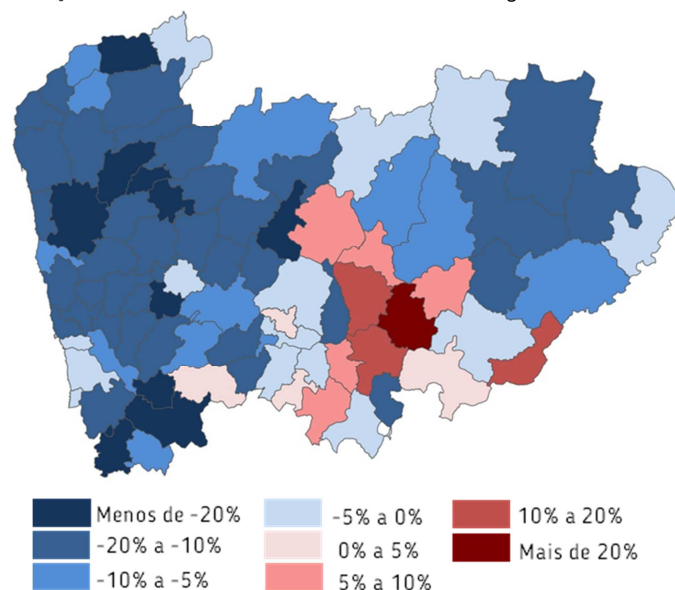 Menos de -20%
-20% a -10%
-10% a -5%
-5% a 0%
0% a 5%
5% a 10%
10% a 20%
Mais de 20%